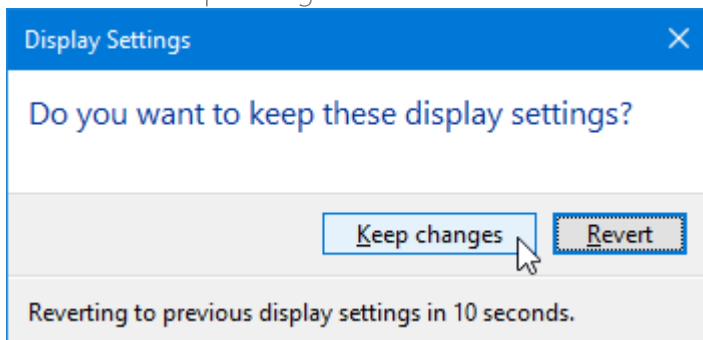 Display Settings
Do you want to keep these display settings?
Keep changes
Revert
Reverting to previous display settings in 10 seconds.